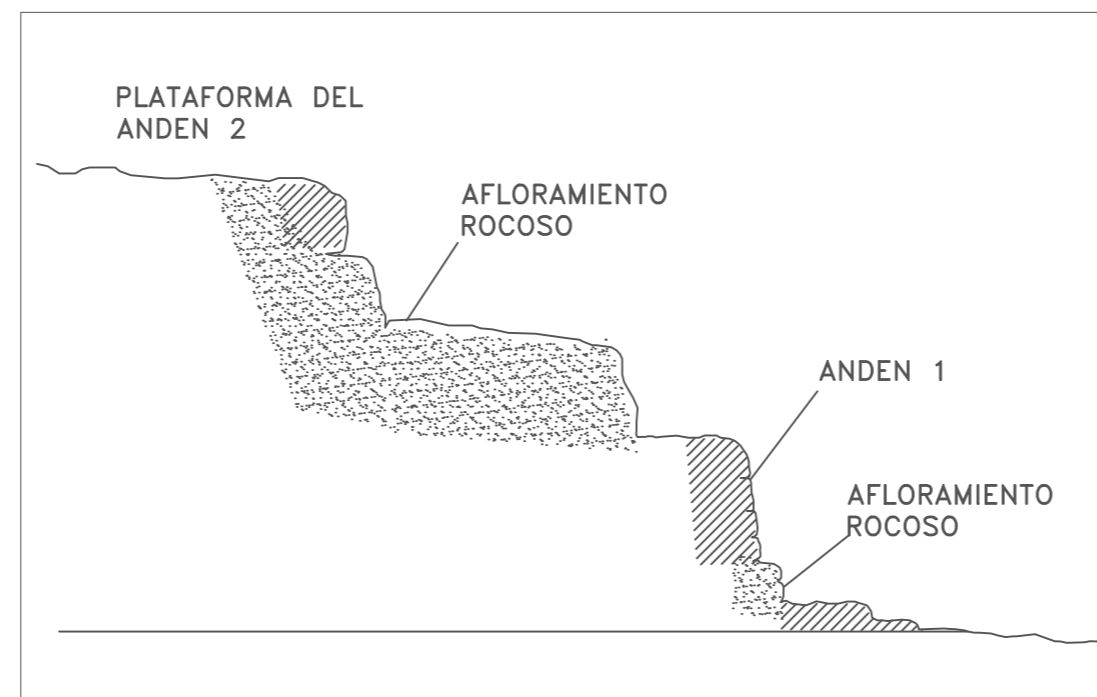 PLATAFORMA DEL
ANDEN 2
AFLORAMIENTO
ROCOSO
ANDEN 1
AFLORAMIENTO
ROCOSO